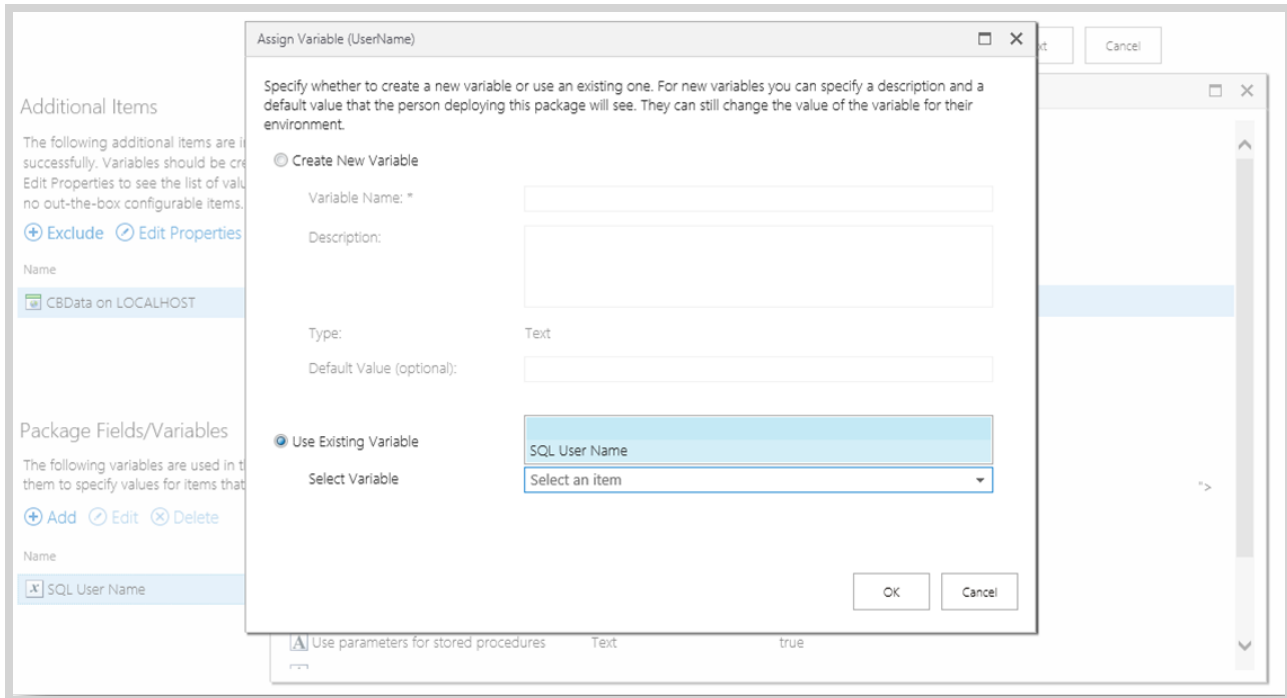 Assign Variable (UserName)
Cancel
Specify whether to create a new variable or use an existing one. For new variables you can specify a description and a
default value that the person deploying this package will see. They can still change the value of the variable for their
environment.
Create New Variable
Variable Name: *
Description:
Type: Text
Default Value (optional):
Use Existing Variable
SQL User Name
Select Variable
Select an item
OK Cancel
Additional Items
The following additional items are
successfully. Variables should be
Edit Properties to see the list of
no out-the-box configurable items.
Exclude Edit Properties
Name
CBData on LOCALHOST
Package Fields/Variables
The following variables are used in
them to specify values for items that
Add Edit Delete
Name
x SQL User Name
">
A Use parameters for stored procedures Text true